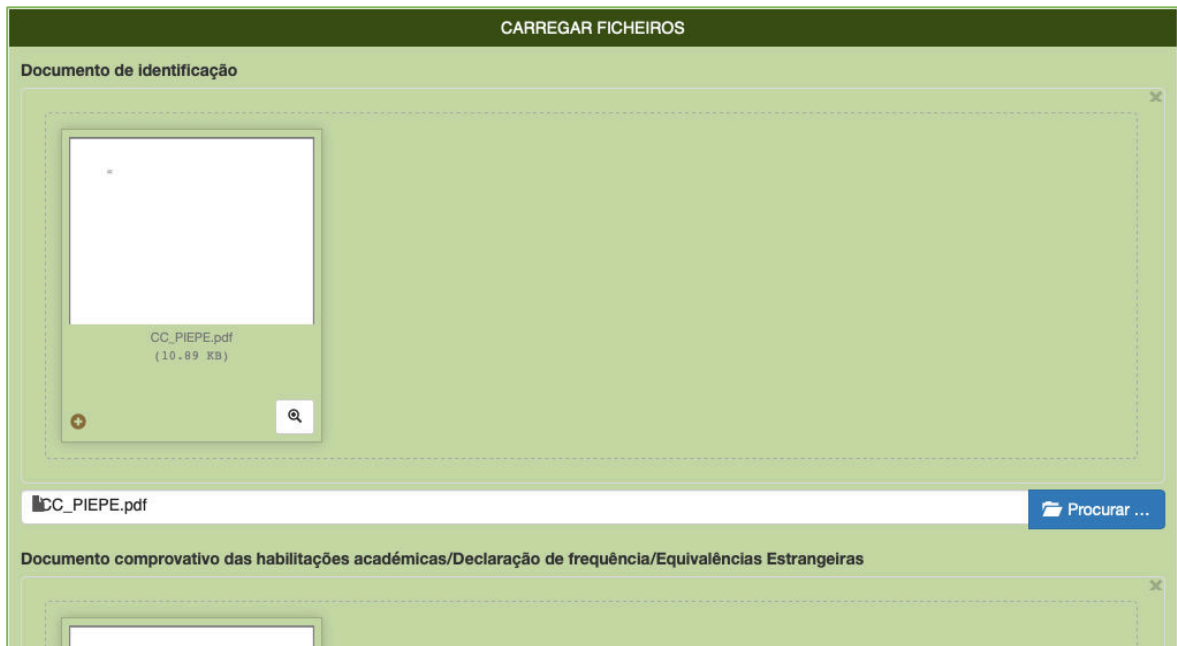 CARREGAR FICHEIROS
Documento de identificação
CC_PIEPE.pdf
(10.89 KB)
CC_PIEPE.pdf
Procurar ...
Documento comprovativo das habilitações académicas/Declaração de frequência/Equivalências Estrangeiras